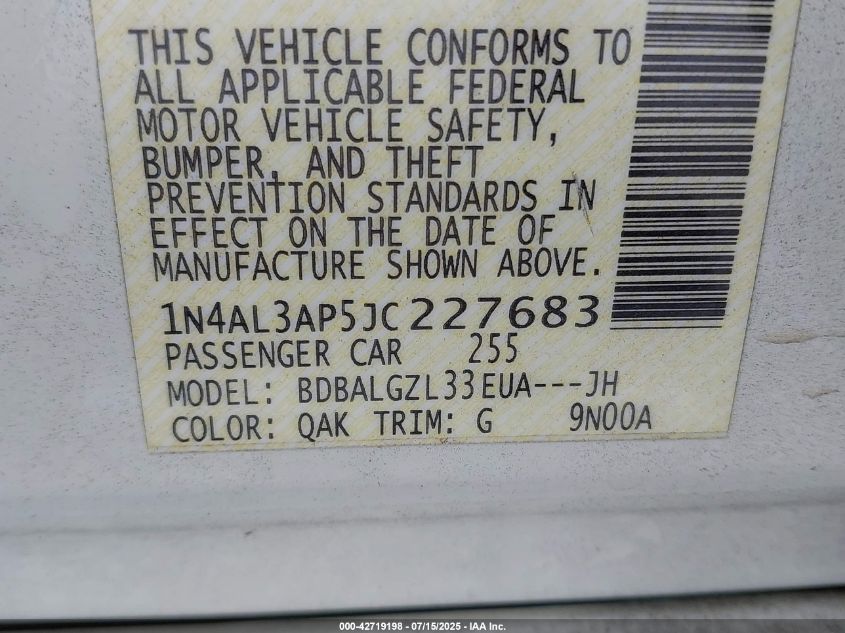 THIS VEHICLE CONFORMS TO
ALL APPLICABLE FEDERAL
MOTOR VEHICLE SAFETY,
BUMPER, AND THEFT
PREVENTION STANDARDS IN
EFFECT ON THE DATE OF
MANUFACTURE SHOWN ABOVE.
1N4AL3AP5JC227683
PASSENGER CAR 255
MODEL: BDBALGZL33EUA---JH
COLOR: QAK TRIM: G 9N00A
000-42719198 - 07/15/2025 - IAA Inc.